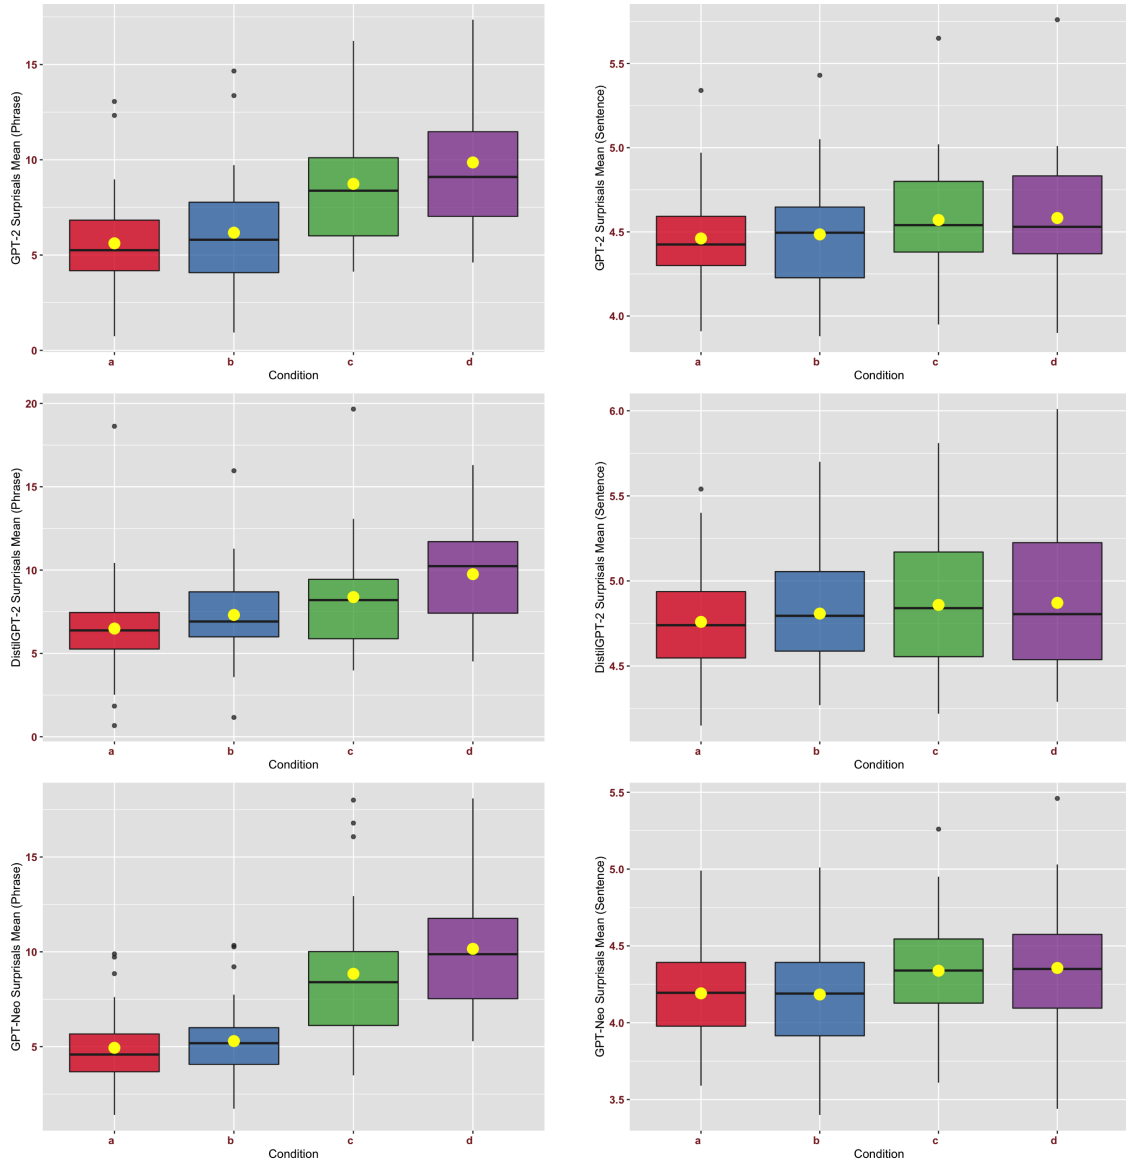 GPT-2 Surprisals Mean (Phrase)
15
10
5
0
a b c d
Condition
GPT-2 Surprisals Mean (Sentence)
5.5
5.0
4.5
4.0
a b c d
Condition
DistilGPT-2 Surprisals Mean (Phrase)
20
15
10
5
0
a b c d
Condition
DistilGPT-2 Surprisals Mean (Sentence)
6.0
5.5
5.0
4.5
a b c d
Condition
GPT-Neo Surprisals Mean (Phrase)
15
10
5
a b c d
Condition
GPT-Neo Surprisals Mean (Sentence)
5.5
5.0
4.5
4.0
3.5
a b c d
Condition